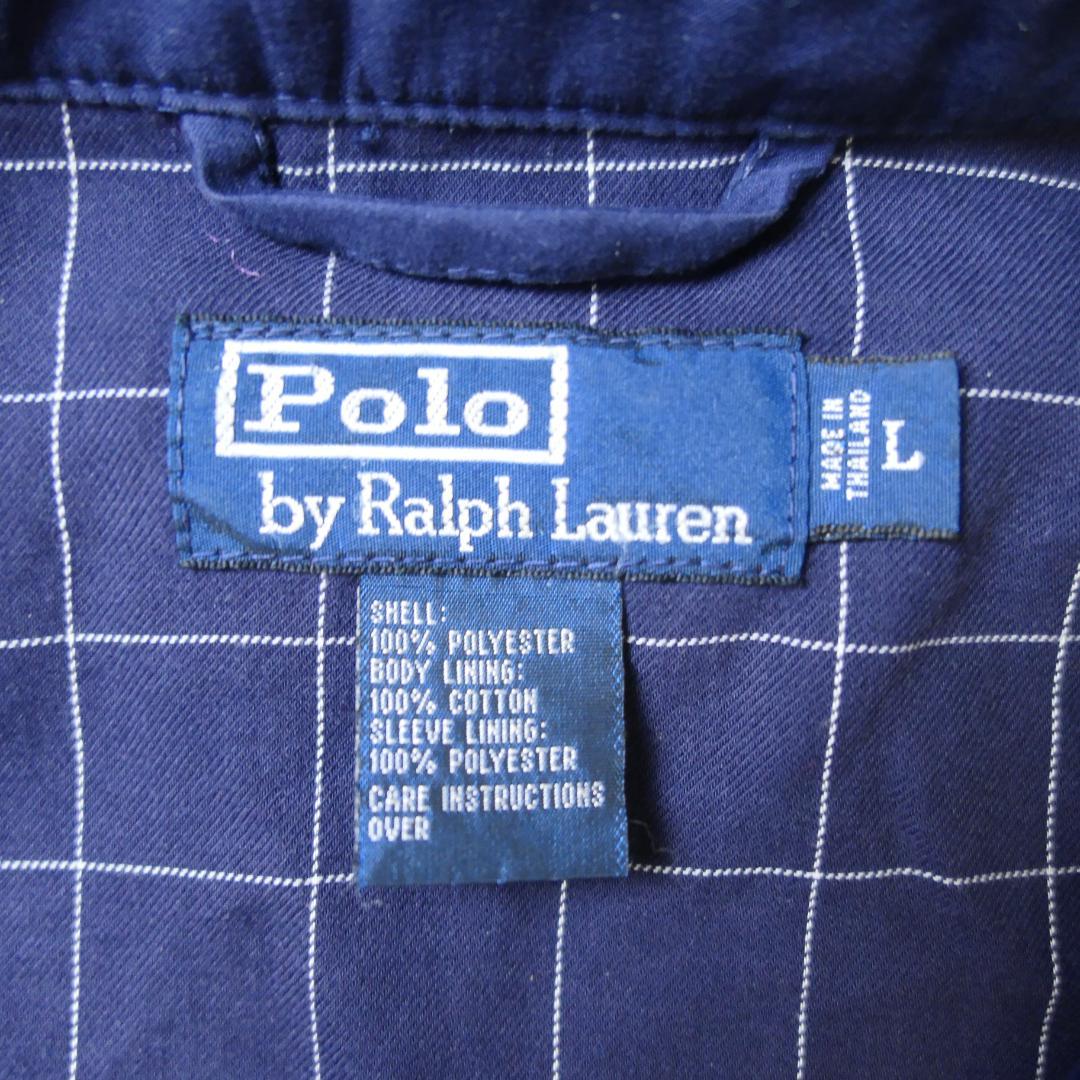 Polo
by Ralph Lauren
MADE IN
THAILAND
L
SHELL:
100% POLYESTER
BODY LINING:
100% COTTON
SLEEVE LINING:
100% POLYESTER
CARE INSTRUCTIONS
OVER